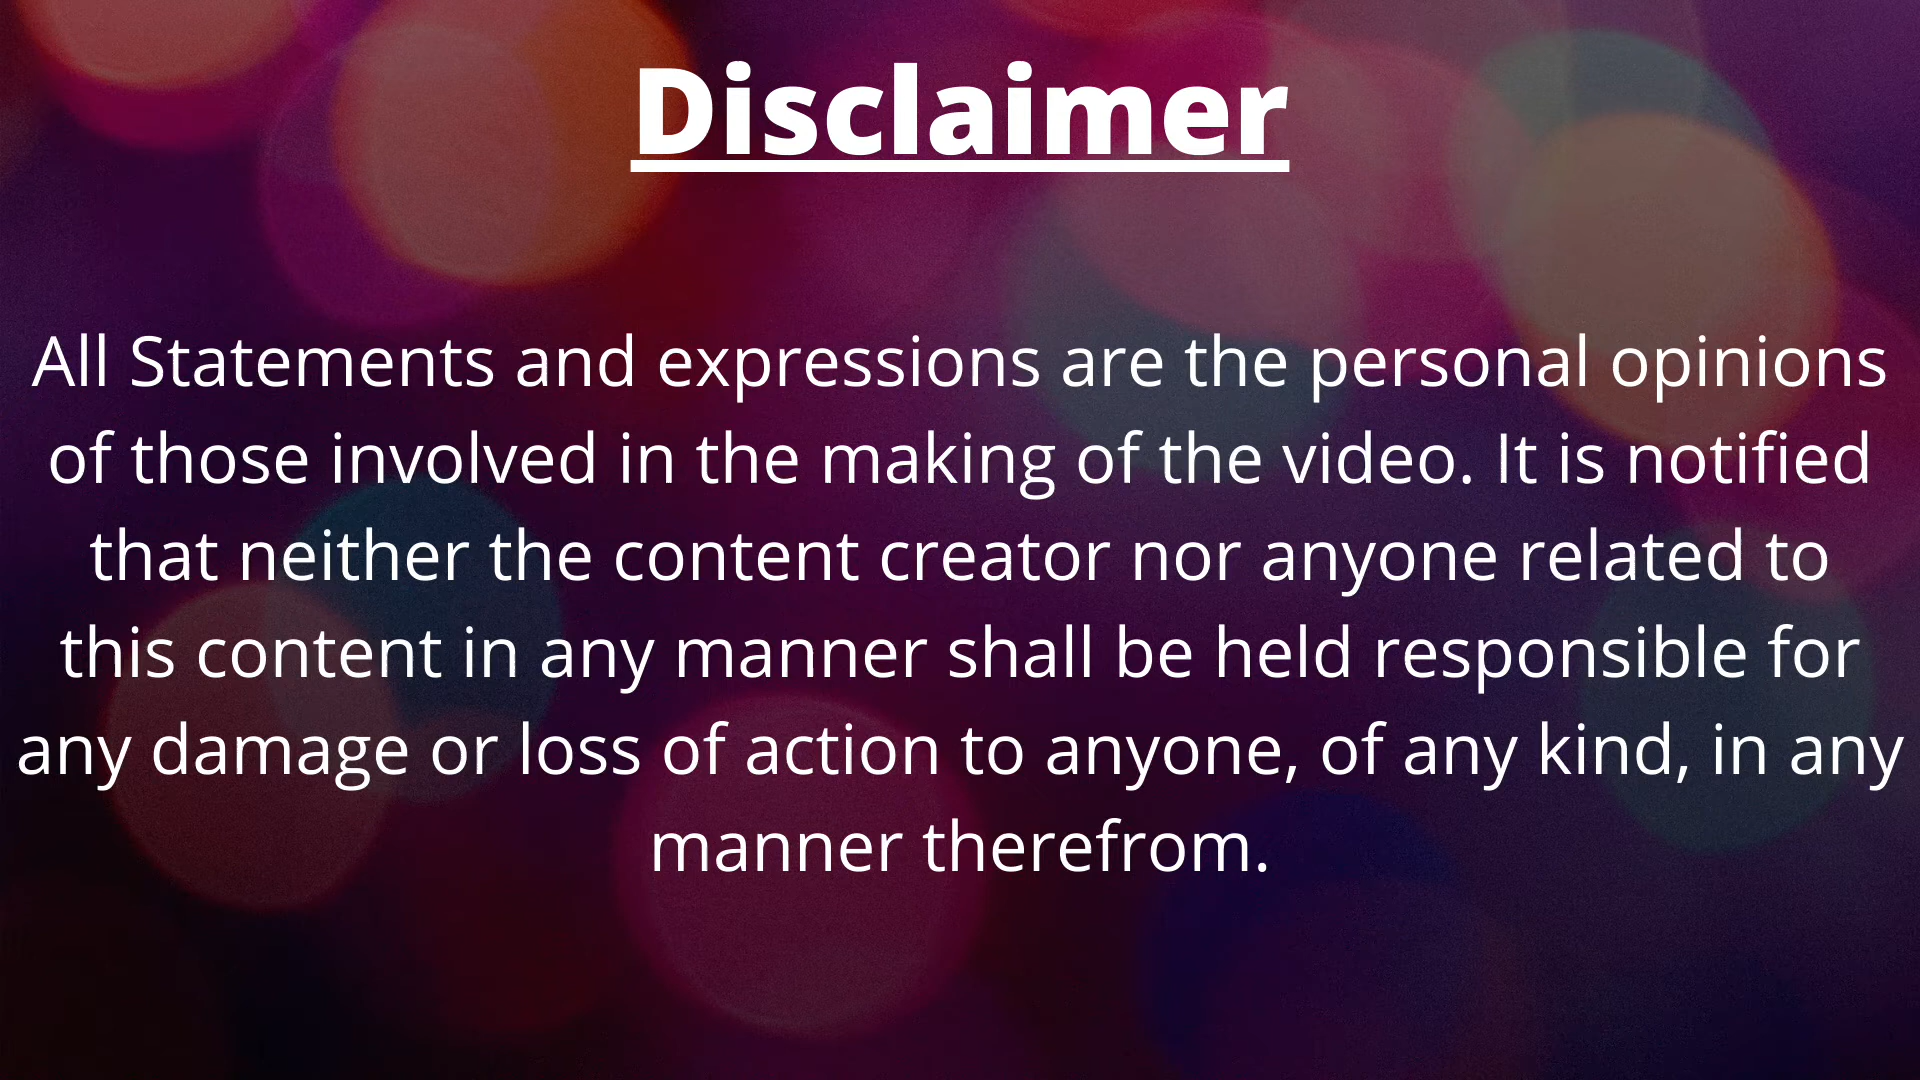 Disclaimer
All Statements and expressions are the personal opinions
of those involved in the making of the video. It is notified
that neither the content creator nor anyone related to
this content in any manner shall be held responsible for
any damage or loss of action to anyone, of any kind, in any
manner therefrom.